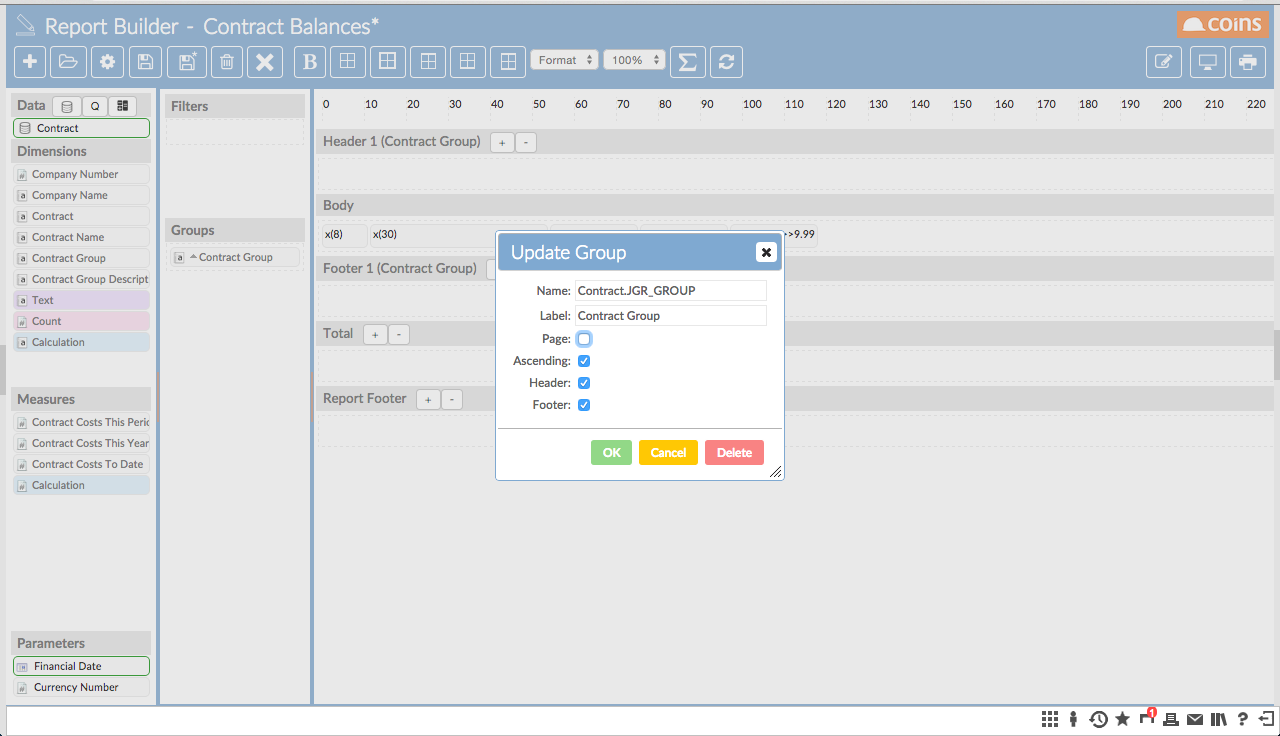 Report Builder - Contract Balances*
coins
B
Format
100%
Σ
Data
Q
Contract
Dimensions
Company Number
Company Name
Contract
Contract Name
Contract Group
Contract Group Descript
Text
Count
Calculation
Measures
Contract Costs This Peri
Contract Costs This Year
Contract Costs To Date
Calculation
Parameters
Financial Date
Currency Number
Filters
Groups
Contract Group
0 10 20 30 40 50 60 70 80 90 100 110 120 130 140 150 160 170 180 190 200 210 220
Header 1 (Contract Group) + -
Body
x(8) x(30) >9.99
Footer 1 (Contract Group)
Total + -
Report Footer + -
Update Group
Name: Contract.JGR_GROUP
Label: Contract Group
Page:
Ascending:
Header:
Footer:
OK Cancel Delete
1
?